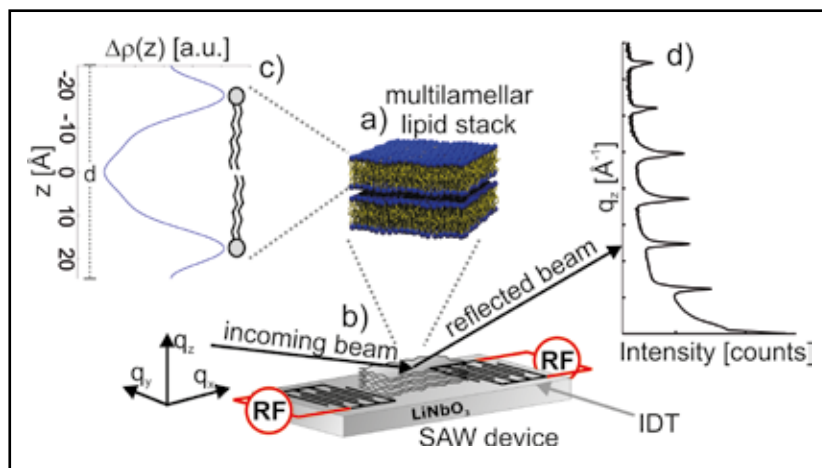 Δρ(z) [a.u.]
c)
-20
-10
0
10
20
z [Å]
d
a) multilamellar
lipid stack
d)
q_z [Å⁻¹]
Intensity [counts]
b)
incoming beam
reflected beam
q_z
q_y
q_x
RF
RF
LiNbO₃
SAW device
IDT